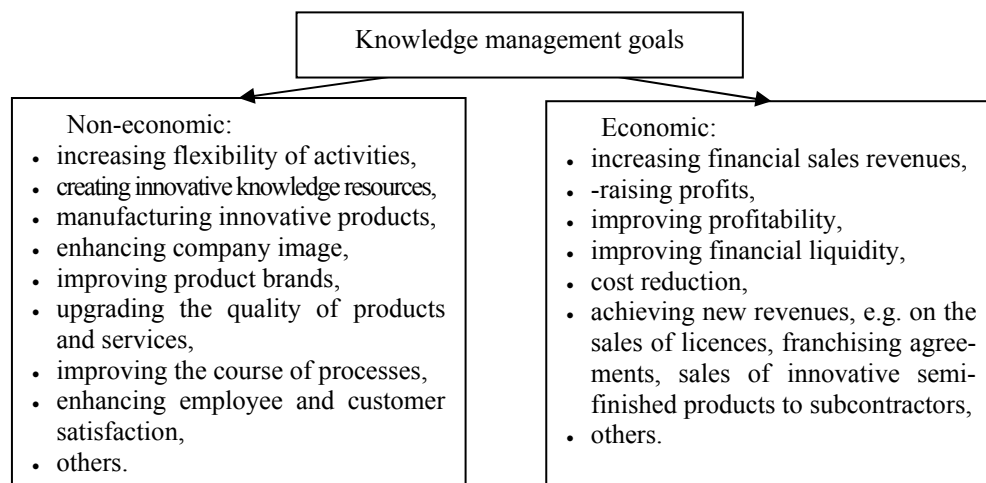 Knowledge management goals
Non-economic:
• increasing flexibility of activities,
• creating innovative knowledge resources,
• manufacturing innovative products,
• enhancing company image,
• improving product brands,
• upgrading the quality of products
and services,
• improving the course of processes,
• enhancing employee and customer
satisfaction,
• others.
Economic:
• increasing financial sales revenues,
• -raising profits,
• improving profitability,
• improving financial liquidity,
• cost reduction,
• achieving new revenues, e.g. on the
sales of licences, franchising agree-
ments, sales of innovative semi-
finished products to subcontractors,
• others.